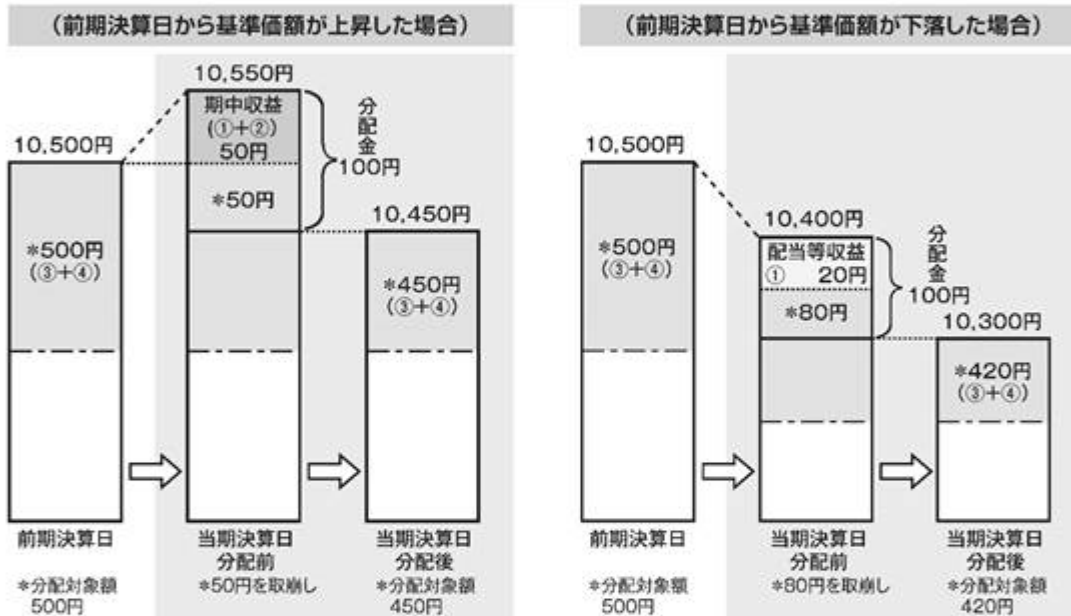 (前期決算日から基準価額が上昇した場合)
10,550円
期中収益
(①+②)
50円
分配金
100円
10,500円
*50円
10,450円
*500円
(③+④)
*450円
(③+④)
前期決算日
当期決算日
分配前
当期決算日
分配後
*分配対象額
500円
*50円を取崩し
*分配対象額
450円
(前期決算日から基準価額が下落した場合)
10,500円
10,400円
配当等収益
① 20円
分配金
100円
*80円
10,300円
*500円
(③+④)
*420円
(③+④)
前期決算日
当期決算日
分配前
当期決算日
分配後
*分配対象額
500円
*80円を取崩し
*分配対象額
420円